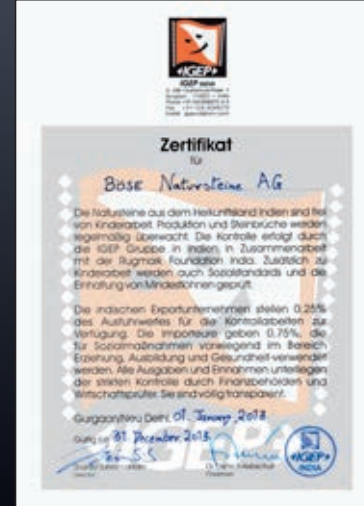 IGEP
IGEP INDIA
Zertifikat
für
Böse Natursteine AG
Die Natursteine aus dem Herkunftsland Indien sind frei
von Kinderarbeit. Produktion und Steinbrüche werden
regelmäßig überwacht. Die Kontrolle erfolgt durch
die IGEP Gruppe in Indien, in Zusammenarbeit
mit der Rugmark Foundation India. Zusätzlich zu
Kinderarbeit werden auch Sozialstandards und die
Einhaltung von Mindestlöhnen geprüft.
Die indischen Exportunternehmen stellen 0.25%
des Ausfuhrwertes für die Kontrollarbeiten zur
Verfügung. Die Importeure geben 0.75%, die
für Sozialmaßnahmen vorwiegend im Bereich
Erziehung, Ausbildung und Gesundheit verwendet
werden. Alle Ausgaben und Einnahmen unterliegen
der strikten Kontrolle durch Finanzbehörden und
Wirtschaftsprüfer. Sie sind völlig transparent.
Gurgaon/Neu Delhi, 01. January, 2013
Gültig bis 31. December, 2013
IGEP
INDIA